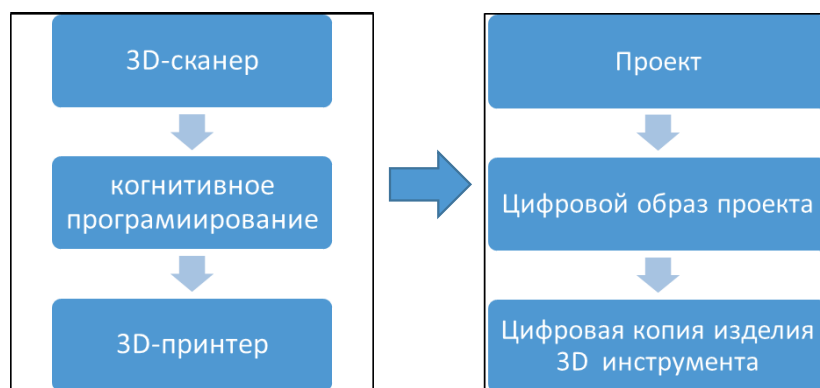 3D-сканер
когнитивное
програмиирование
3D-принтер
Проект
Цифровой образ проекта
Цифровая копия изделия
3D инструмента